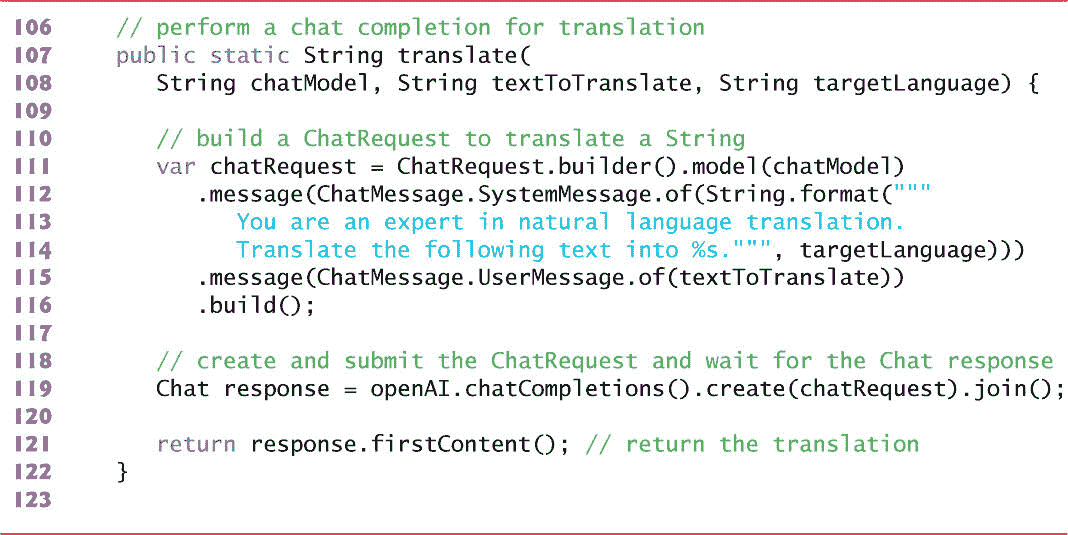 106 // perform a chat completion for translation
107 public static String translate(
108 String chatModel, String textToTranslate, String targetLanguage) {
109
110 // build a ChatRequest to translate a String
111 var chatRequest = ChatRequest.builder().model(chatModel)
112 .message(ChatMessage.SystemMessage.of(String.format("""
113 You are an expert in natural language translation.
114 Translate the following text into %s.""", targetLanguage)))
115 .message(ChatMessage.UserMessage.of(textToTranslate))
116 .build();
117
118 // create and submit the ChatRequest and wait for the Chat response
119 Chat response = openAI.chatCompletions().create(chatRequest).join();
120
121 return response.firstContent(); // return the translation
122 }
123